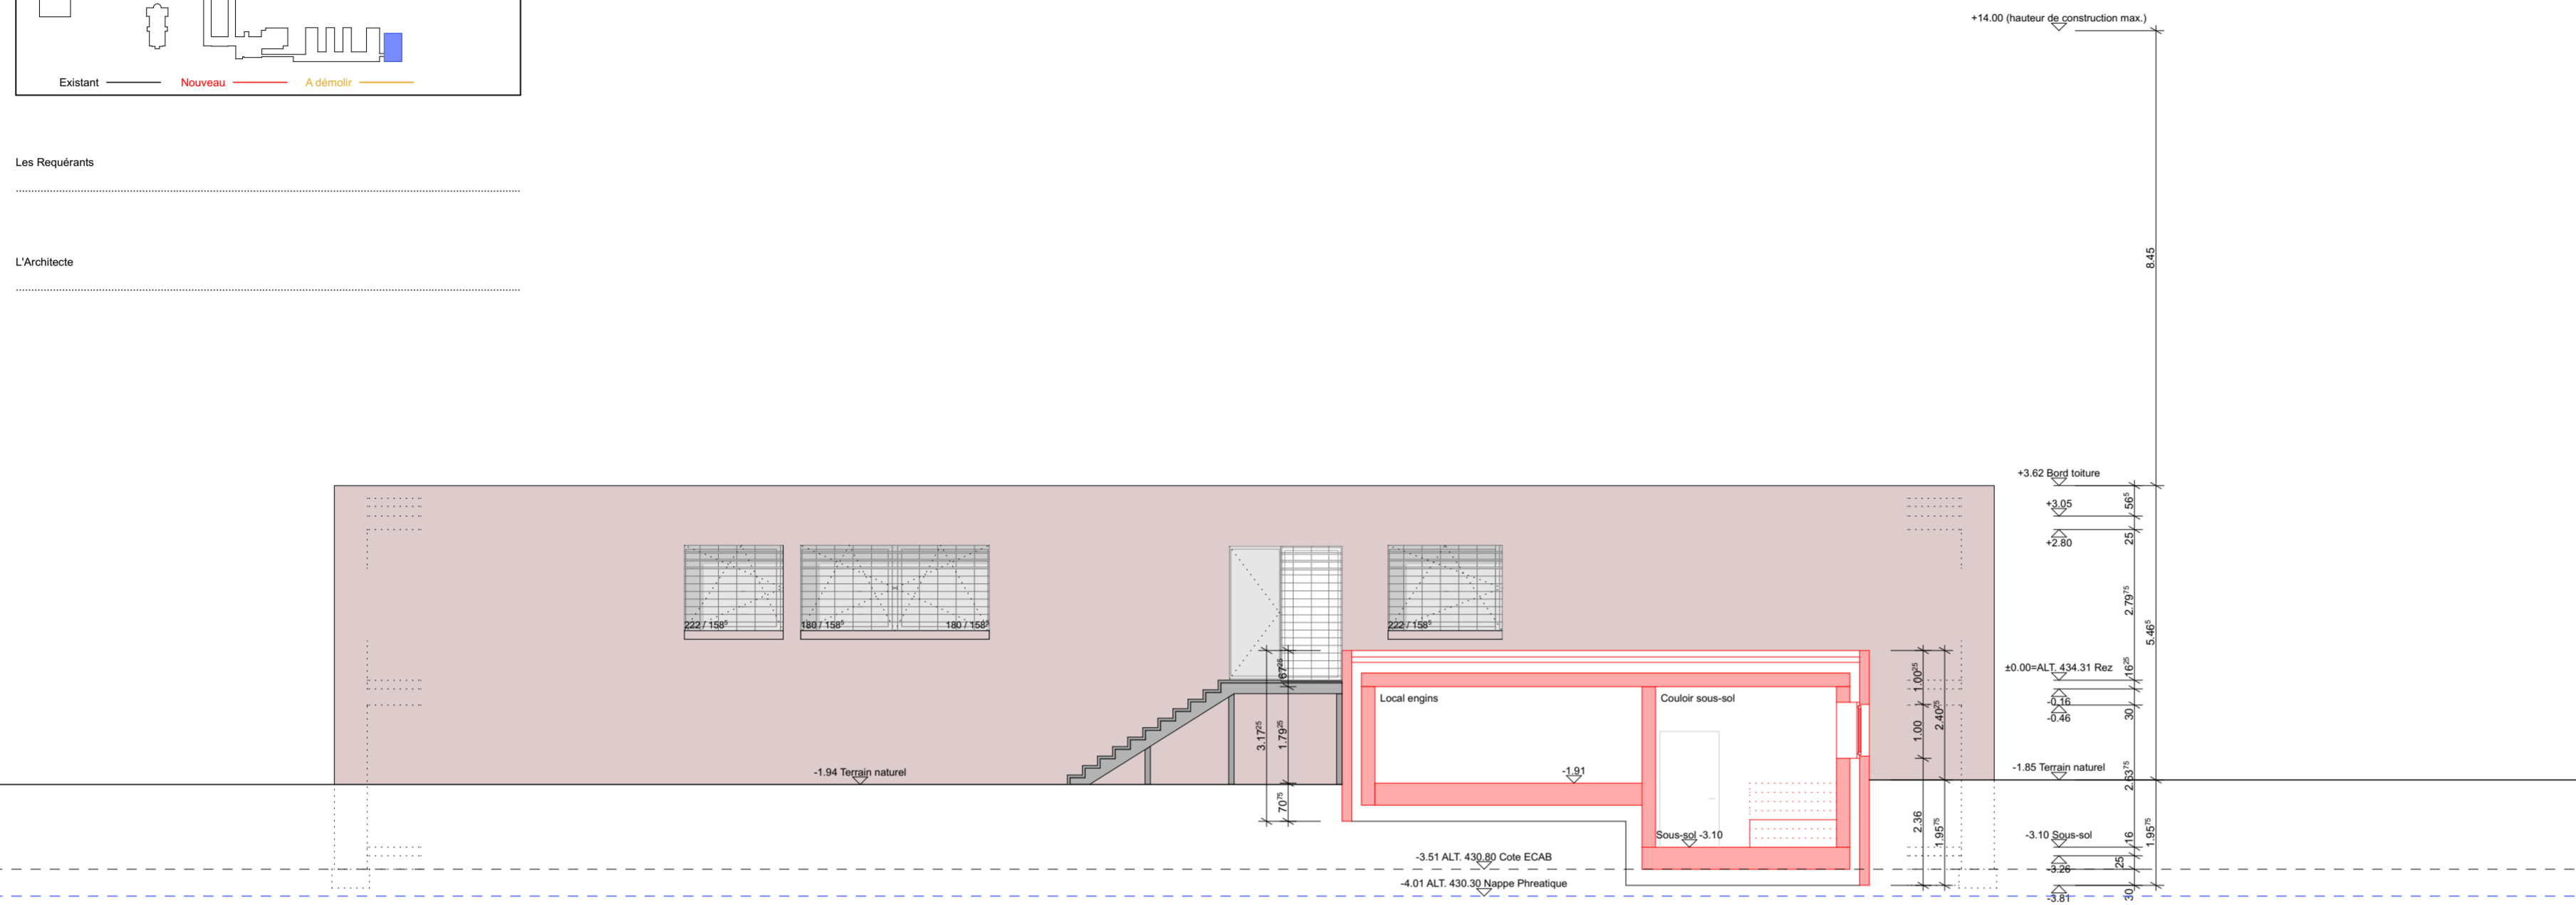 +14.00 (hauteur de construction max.)
Existant
Nouveau
A démolir
Les Requérants
L'Architecte
8.45
+3.62 Bord toiture
+3.05
56⁵
+2.80
25
222 / 158⁵
180 / 158⁵
180 / 158⁵
222 / 158⁵
2.79⁷⁵
5.46⁵
±0.00=ALT. 434.31 Rez
16²⁵
67²⁵
1.00²⁵
Local engins
Couloir sous-sol
-0.16
-0.46
30
3.17²⁵
1.79²⁵
1.00
2.40²⁵
-1.94 Terrain naturel
-1.91
-1.85 Terrain naturel
2.63⁷⁵
70⁷⁵
2.36
1.95⁷⁵
Sous-sol -3.10
-3.10 Sous-sol
16
1.95⁷⁵
-3.51 ALT. 430.80 Cote ECAB
-3.26
25
-4.01 ALT. 430.30 Nappe Phreatique
-3.81
30